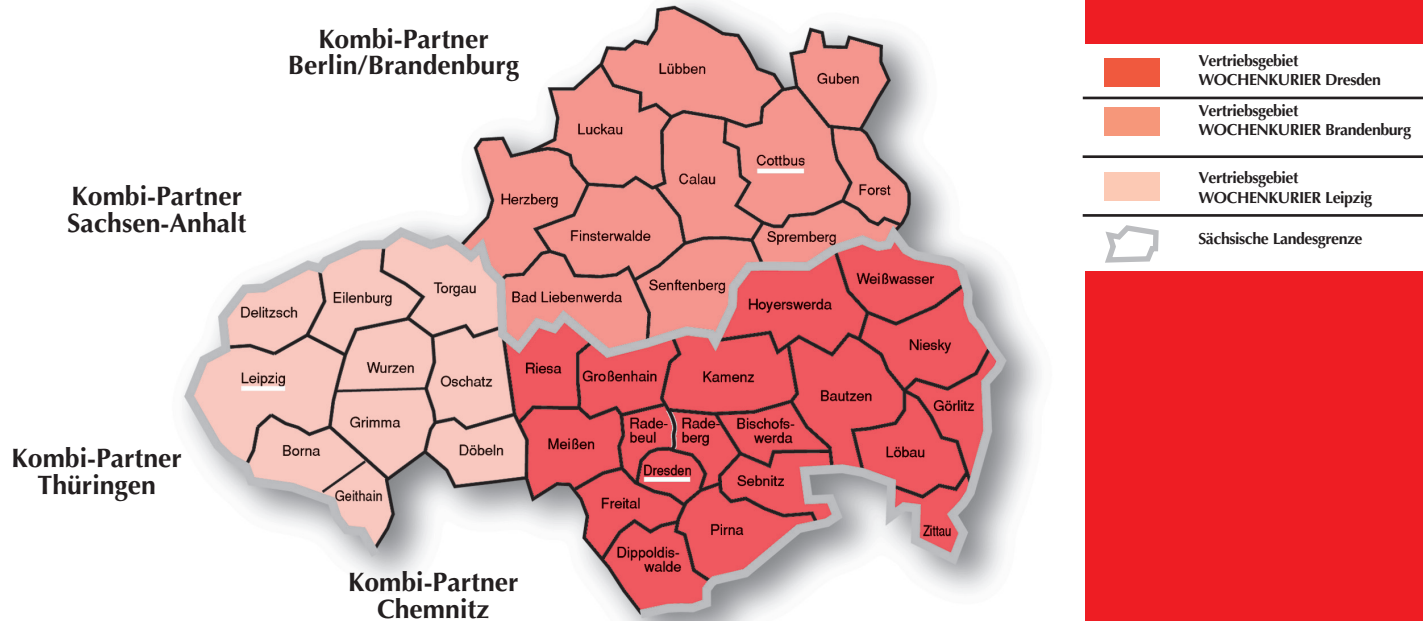 Kombi-Partner
Berlin/Brandenburg
Kombi-Partner
Sachsen-Anhalt
Kombi-Partner
Thüringen
Kombi-Partner
Chemnitz
Lübben
Guben
Luckau
Cottbus
Calau
Forst
Herzberg
Finsterwalde
Spremberg
Bad Liebenwerda
Senftenberg
Torgau
Eilenburg
Delitzsch
Leipzig
Wurzen
Oschatz
Grimma
Borna
Döbeln
Geithain
Weißwasser
Hoyerswerda
Niesky
Riesa
Großenhain
Kamenz
Bautzen
Görlitz
Meißen
Rade-
beul
Rade-
berg
Bischofs-
werda
Löbau
Dresden
Sebnitz
Freital
Pirna
Zittau
Dippoldis-
walde
Vertriebsgebiet
WOCHENKURIER Dresden
Vertriebsgebiet
WOCHENKURIER Brandenburg
Vertriebsgebiet
WOCHENKURIER Leipzig
Sächsische Landesgrenze